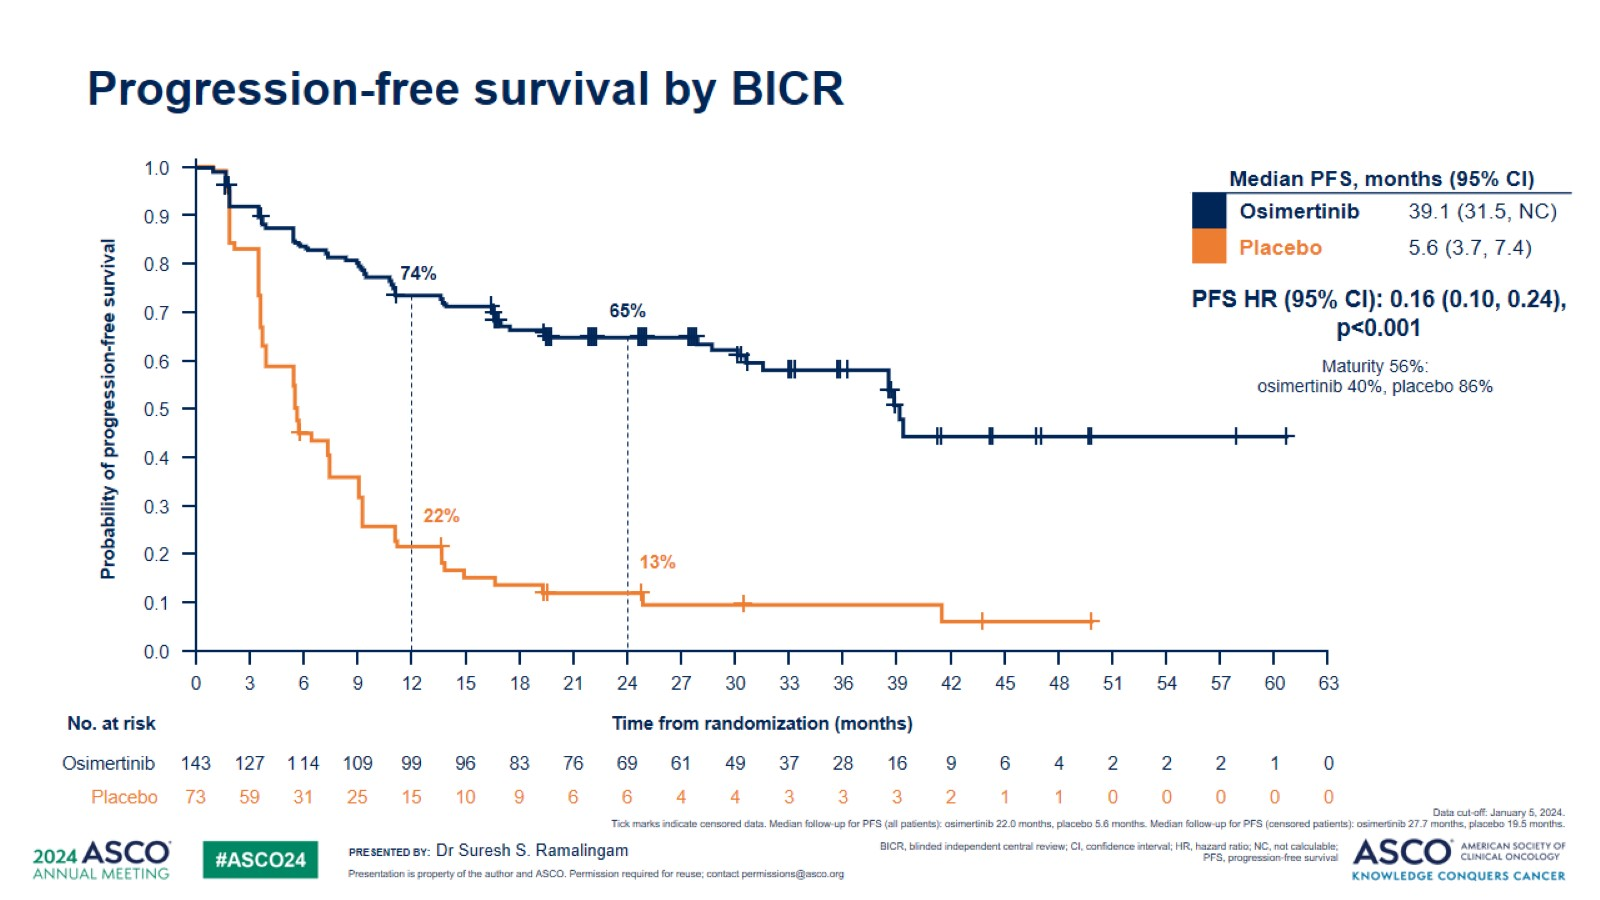 Progression-free survival by BICR
Median PFS, months (95% CI)
Osimertinib 39.1 (31.5, NC)
Placebo 5.6 (3.7, 7.4)
PFS HR (95% CI): 0.16 (0.10, 0.24),
p<0.001
Maturity 56%:
osimertinib 40%, placebo 86%
Probability of progression-free survival
1.0
0.9
0.8
0.7
0.6
0.5
0.4
0.3
0.2
0.1
0.0
74%
65%
22%
13%
0 3 6 9 12 15 18 21 24 27 30 33 36 39 42 45 48 51 54 57 60 63
No. at risk
Time from randomization (months)
Osimertinib 143 127 114 109 99 96 83 76 69 61 49 37 28 16 9 6 4 2 2 2 1 0
Placebo 73 59 31 25 15 10 9 6 6 4 4 3 3 3 2 1 1 0 0 0 0 0
Data cut-off: January 5, 2024.
Tick marks indicate censored data. Median follow-up for PFS (all patients): osimertinib 22.0 months, placebo 5.6 months. Median follow-up for PFS (censored patients): osimertinib 27.7 months, placebo 19.5 months.
BICR, blinded independent central review; CI, confidence interval; HR, hazard ratio; NC, not calculable;
PFS, progression-free survival
2024 ASCO
ANNUAL MEETING
#ASCO24
PRESENTED BY: Dr Suresh S. Ramalingam
Presentation is property of the author and ASCO. Permission required for reuse; contact permissions@asco.org
ASCO AMERICAN SOCIETY OF
CLINICAL ONCOLOGY
KNOWLEDGE CONQUERS CANCER